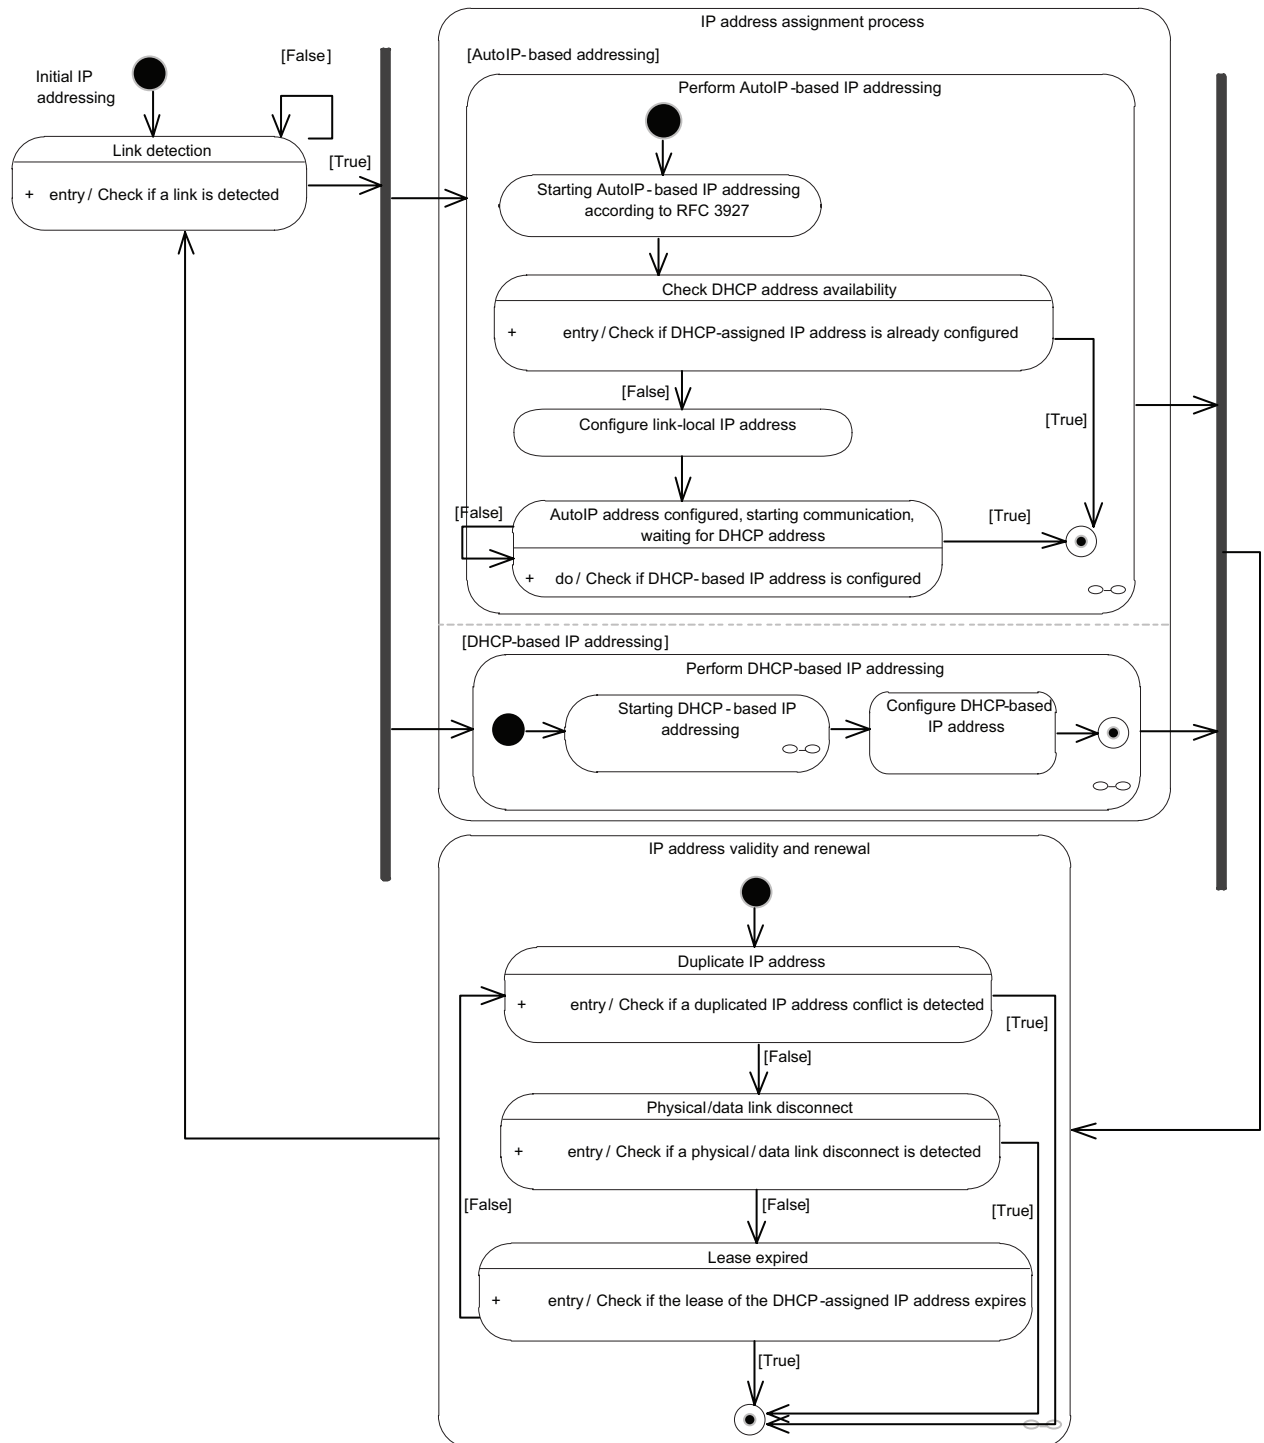 IP address assignment process
[AutoIP-based addressing]
[False]
Initial IP
addressing
Perform AutoIP-based IP addressing
Link detection
[True]
+ entry / Check if a link is detected
Starting AutoIP-based IP addressing
according to RFC 3927
Check DHCP address availability
+ entry / Check if DHCP-assigned IP address is already configured
[False]
[True]
Configure link-local IP address
[False]
AutoIP address configured, starting communication,
waiting for DHCP address
[True]
+ do / Check if DHCP-based IP address is configured
[DHCP-based IP addressing]
Perform DHCP-based IP addressing
Starting DHCP-based IP
addressing
Configure DHCP-based
IP address
IP address validity and renewal
Duplicate IP address
+ entry / Check if a duplicated IP address conflict is detected
[True]
[False]
Physical/data link disconnect
+ entry / Check if a physical/data link disconnect is detected
[False]
[False]
[True]
Lease expired
+ entry / Check if the lease of the DHCP-assigned IP address expires
[True]